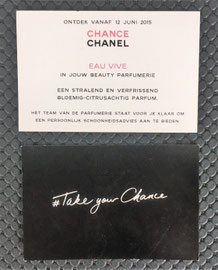 ONTDEK VANAF 12 JUNI 2015
CHANCE
CHANEL
EAU VIVE
IN JOUW BEAUTY PARFUMERIE
EEN STRALEND EN VERFRISSEND
BLOEMIG-CITRUSACHTIG PARFUM.
HET TEAM VAN DE PARFUMERIE STAAT VOOR JE KLAAR OM
EEN PERSOONLIJK SCHOONHEIDSADVIES AAN TE BIEDEN.
#Take your Chance